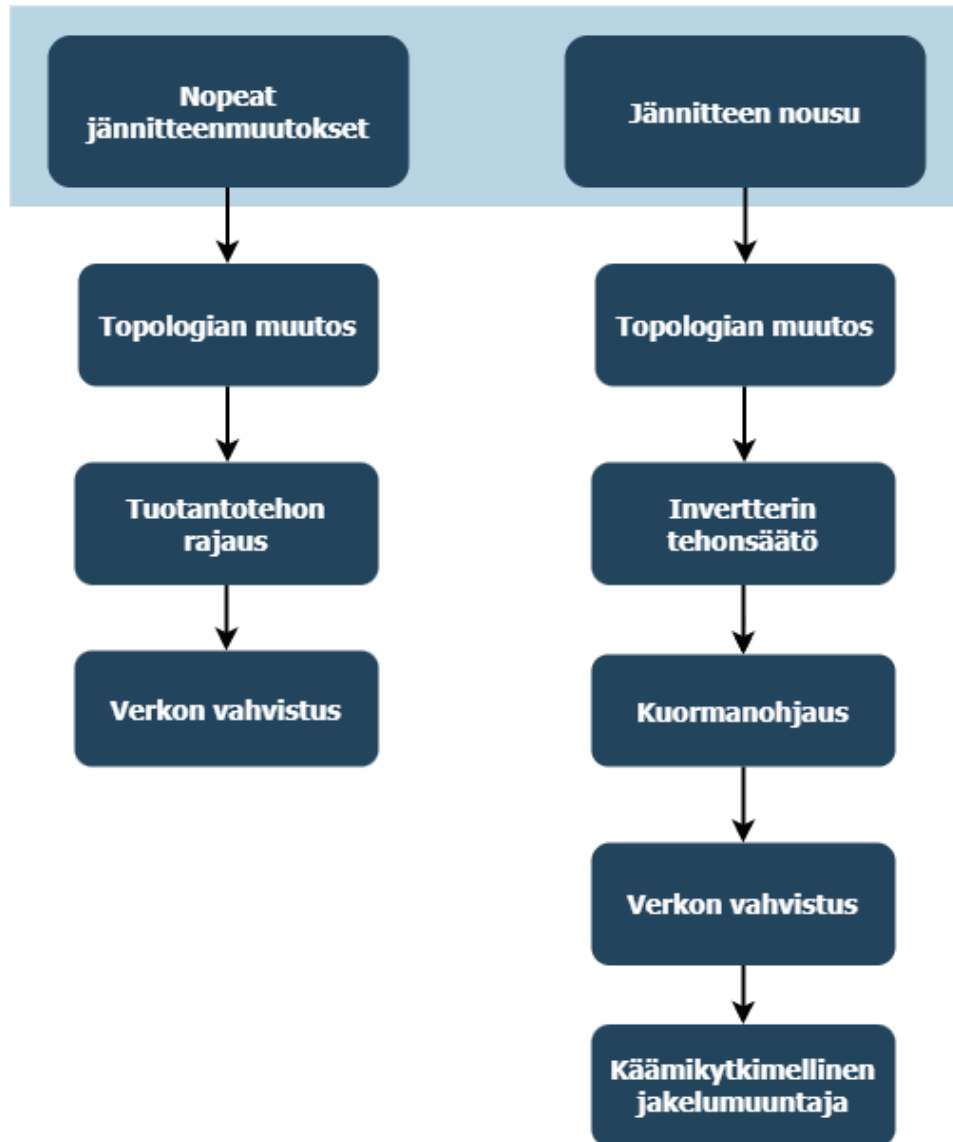 Nopeat
jännitteenmuutokset
Jännitteen nousu
Topologian muutos
Topologian muutos
Tuotantotehon
rajaus
Invertterin
tehonsäätö
Verkon vahvistus
Kuormanohjaus
Verkon vahvistus
Käämikytkimellinen
jakelumuuntaja